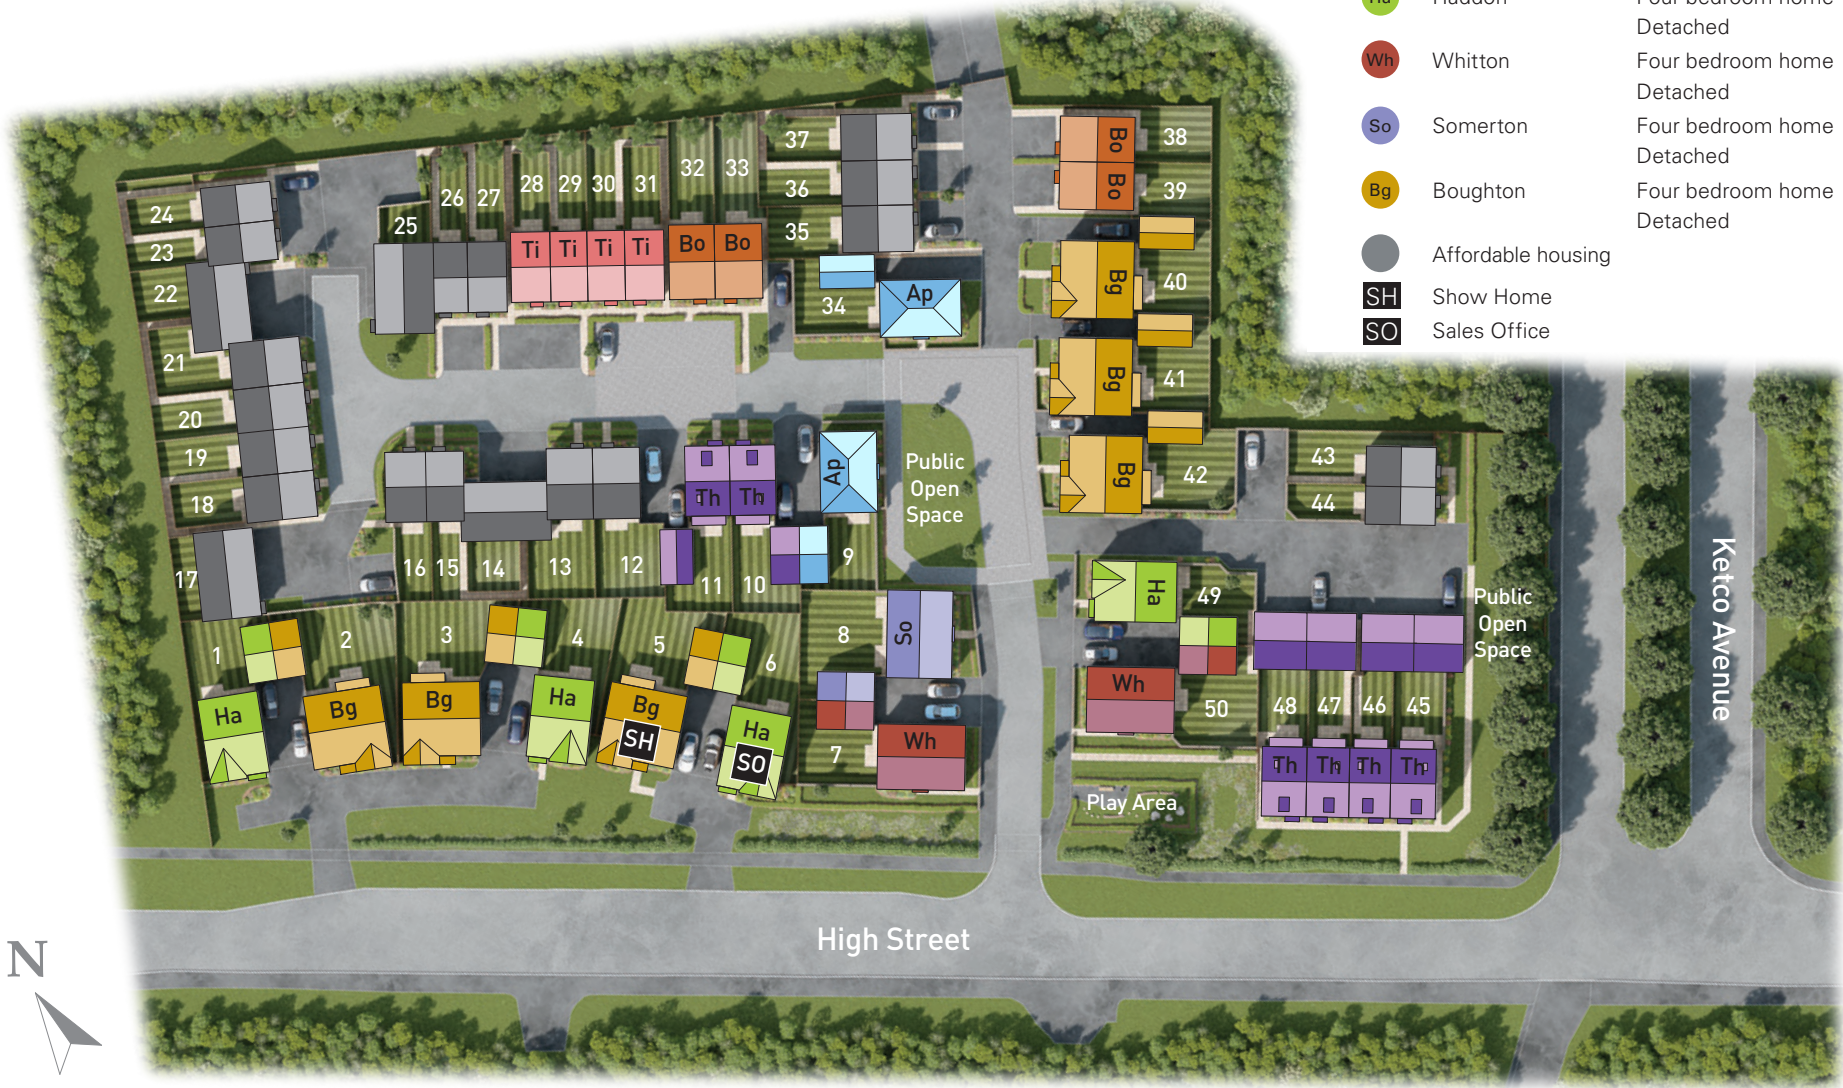 Ha Haddon Four bedroom home
Detached
Wh Whitton Four bedroom home
Detached
So Somerton Four bedroom home
Detached
Bg Boughton Four bedroom home
Detached
Affordable housing
SH Show Home
SO Sales Office
37
36
35
38
39
Bo
Bo
24
23
22
21
20
19
18
17
25
26
27
28
29
30
31
32
33
Ti
Ti
Ti
Ti
Bo
Bo
34
Ap
Bg
40
Bg
41
Bg
42
43
44
Th
Th
Ap
Public
Open
Space
16
15
14
13
12
11
10
9
Ha
49
Public
Open
Space
Ketco Avenue
1
2
3
4
5
6
8
So
Ha
Bg
Bg
Ha
Bg
SH
Ha
SO
7
Wh
Wh
50
48
47
46
45
Th
Th
Th
Th
Play Area
High Street
N